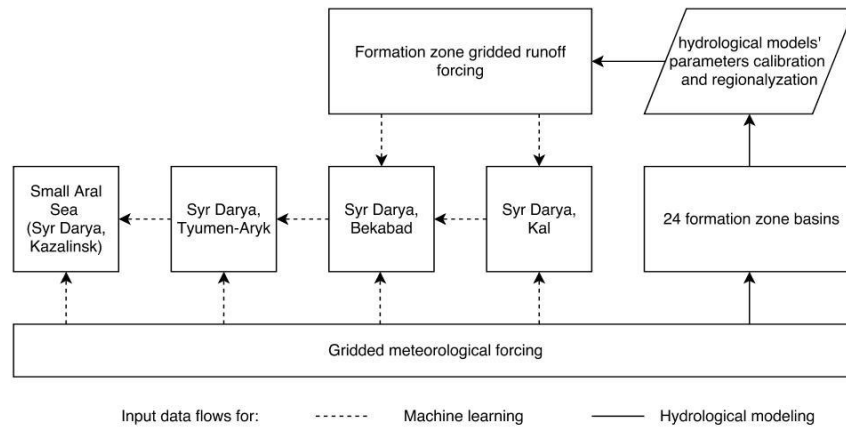 Formation zone gridded runoff
forcing
hydrological models'
parameters calibration
and regionalyzation
Small Aral
Sea
(Syr Darya,
Kazalinsk)
Syr Darya,
Tyumen-Aryk
Syr Darya,
Bekabad
Syr Darya,
Kal
24 formation zone basins
Gridded meteorological forcing
Input data flows for:
Machine learning
Hydrological modeling